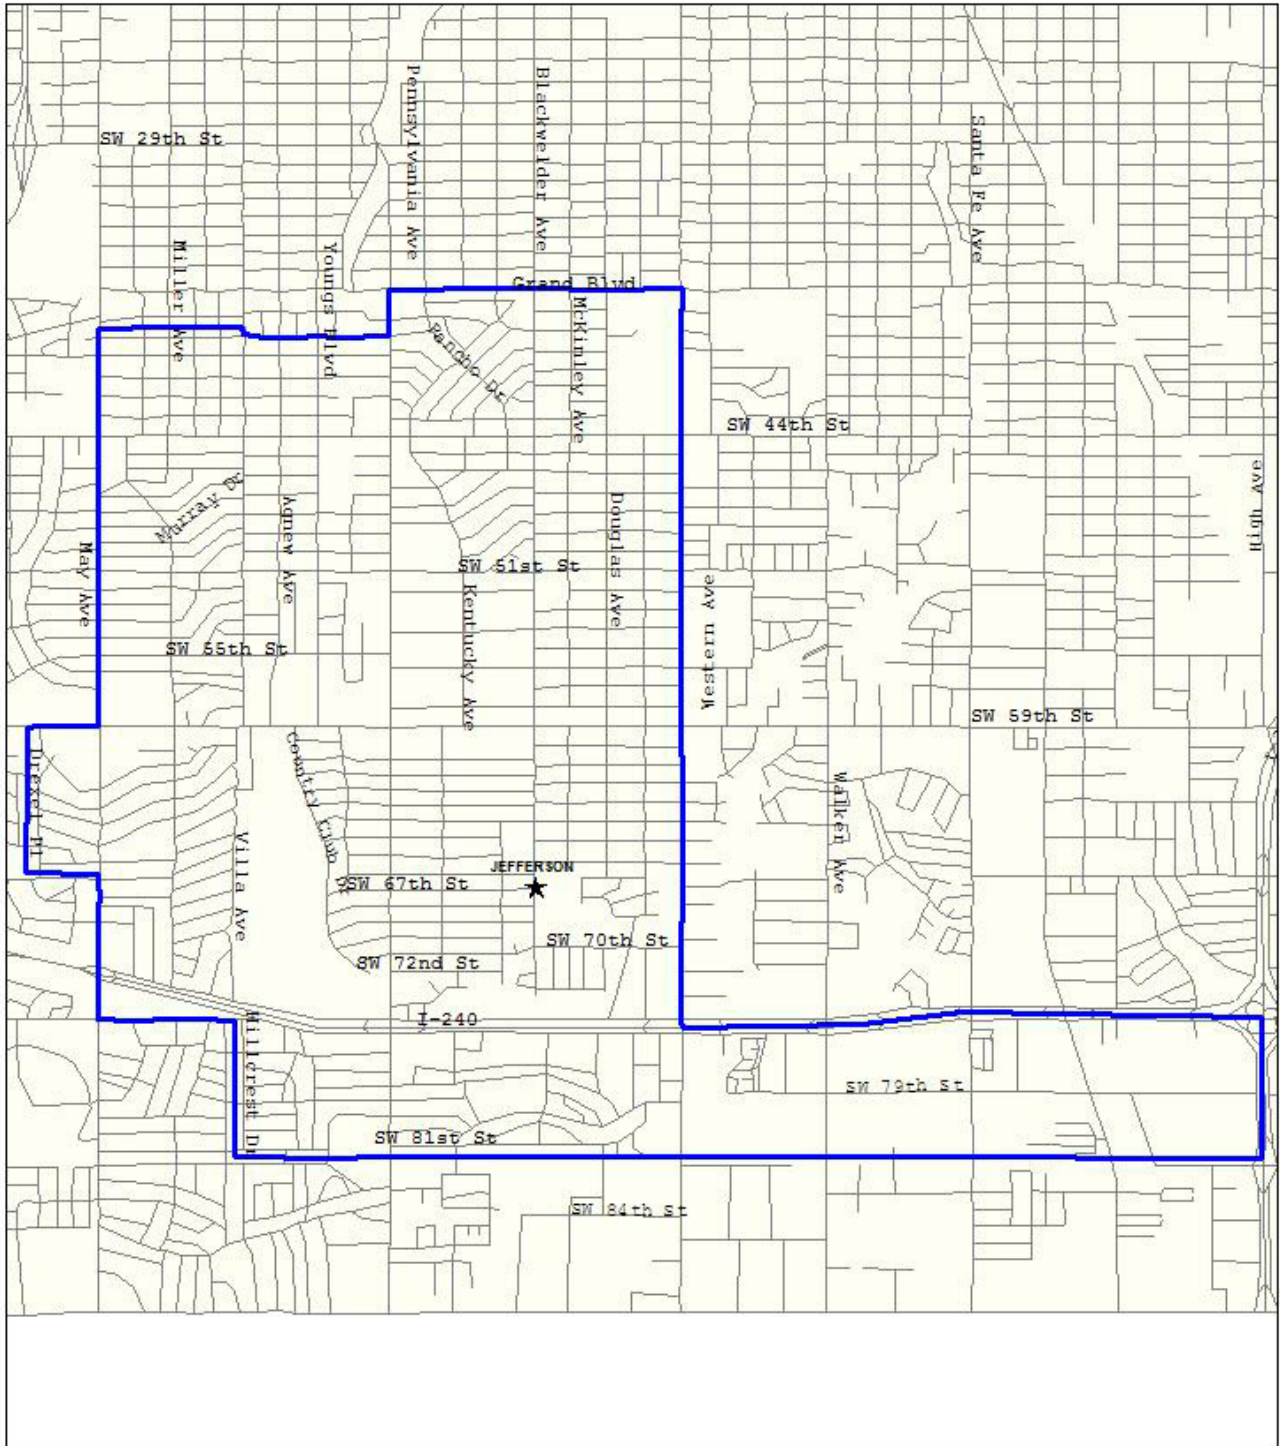 Pennsylvania Ave
Blackwelder Ave
Santa Fe Ave
SW 29th St
Miller Ave
Youngs Blvd
Grand Blvd
McKinley Ave
Rancho Dr
SW 44th St
High Ave
Murray Dr
Agnew Ave
Douglas Ave
May Ave
SW 51st St
Western Ave
Kentucky Ave
SW 55th St
SW 59th St
Drexel Pl
Country Club Dr
Walker Ave
Villa Ave
JEFFERSON
SW 67th St
SW 70th St
SW 72nd St
I-240
Hillcrest Dr
SW 79th St
SW 81st St
SW 84th St